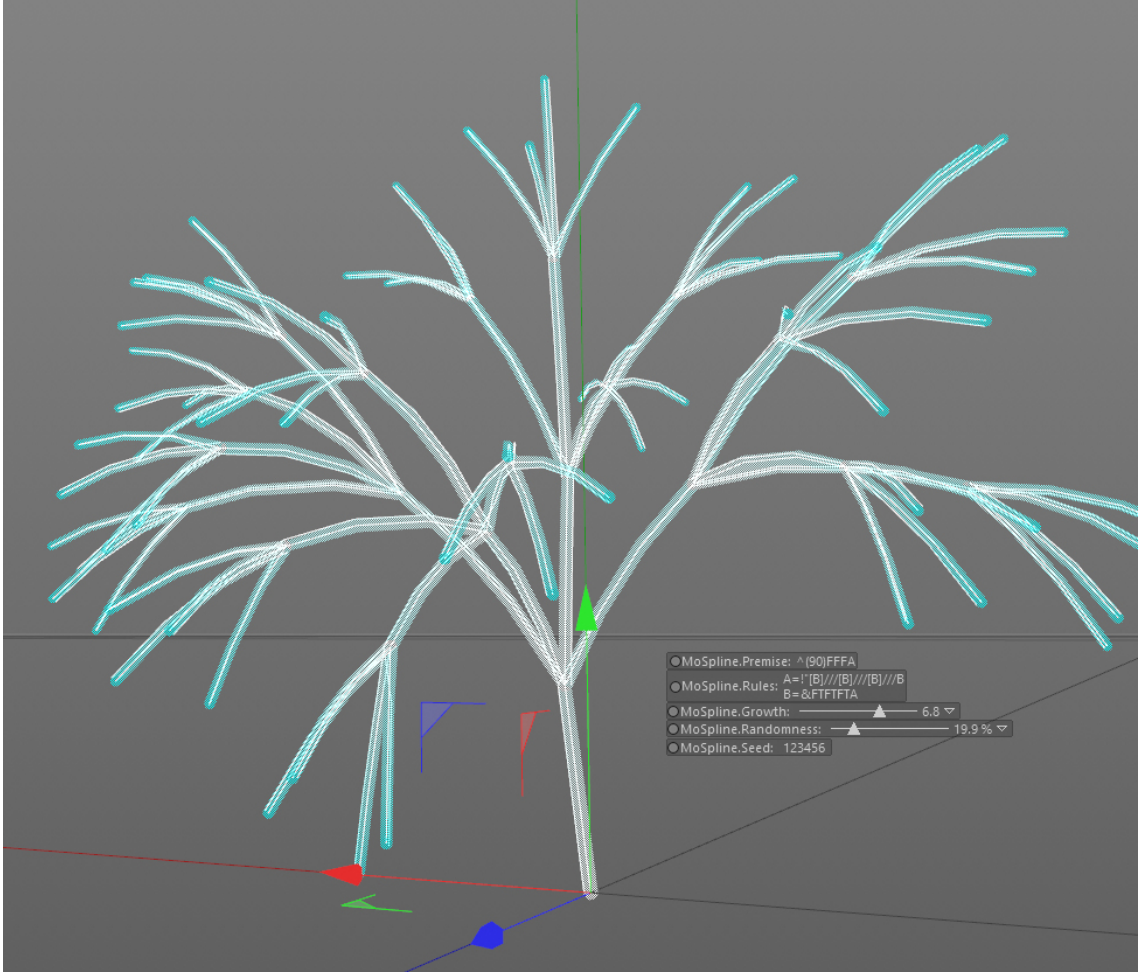 MoSpline.Premise: ^(90)FFFA
MoSpline.Rules: A=!"[B]///[B]///[B]///B
B=&FTFTFTA
MoSpline.Growth: 6.8
MoSpline.Randomness: 19.9 %
MoSpline.Seed: 123456